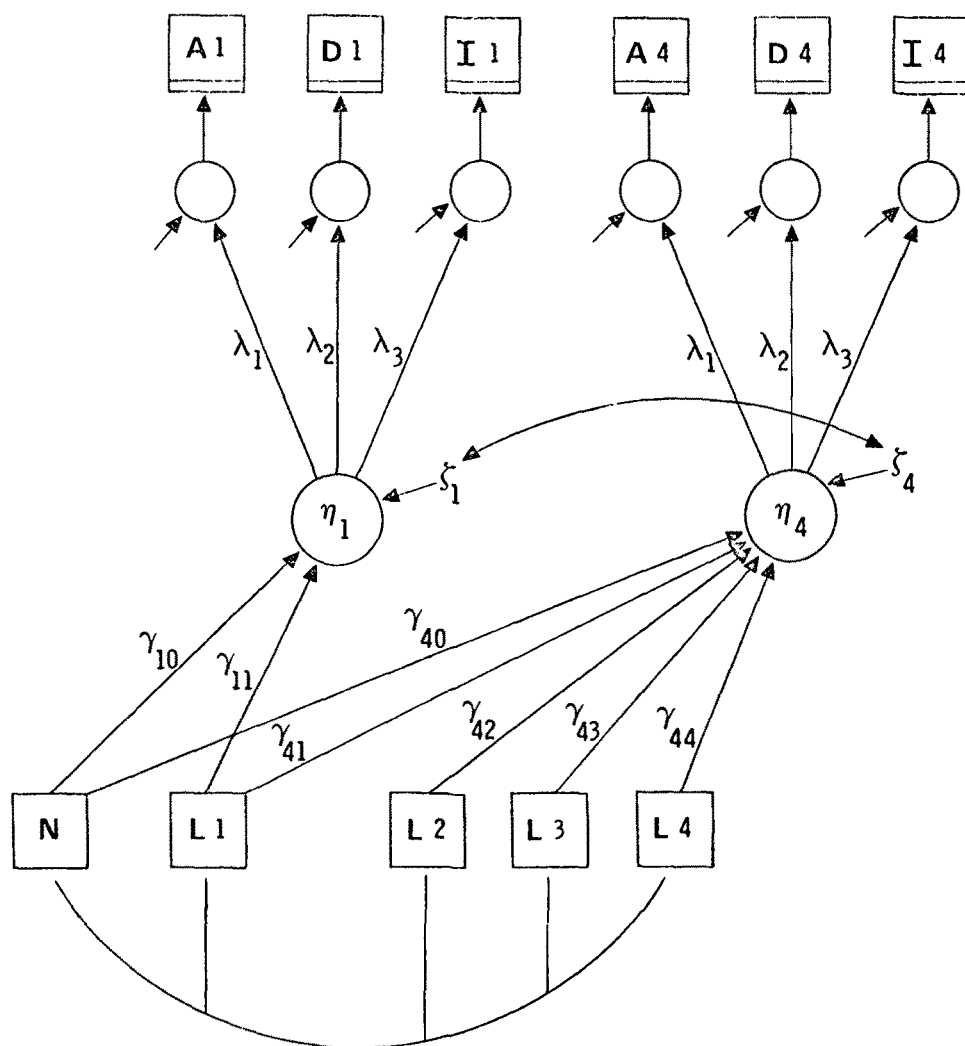 A1 D1 I1 A4 D4 I4
λ₁ λ₂ λ₃ λ₁ λ₂ λ₃
ζ₁ ζ₄
η₁ η₄
γ₁₀ γ₁₁ γ₄₀ γ₄₁ γ₄₂ γ₄₃ γ₄₄
N L1 L2 L3 L4